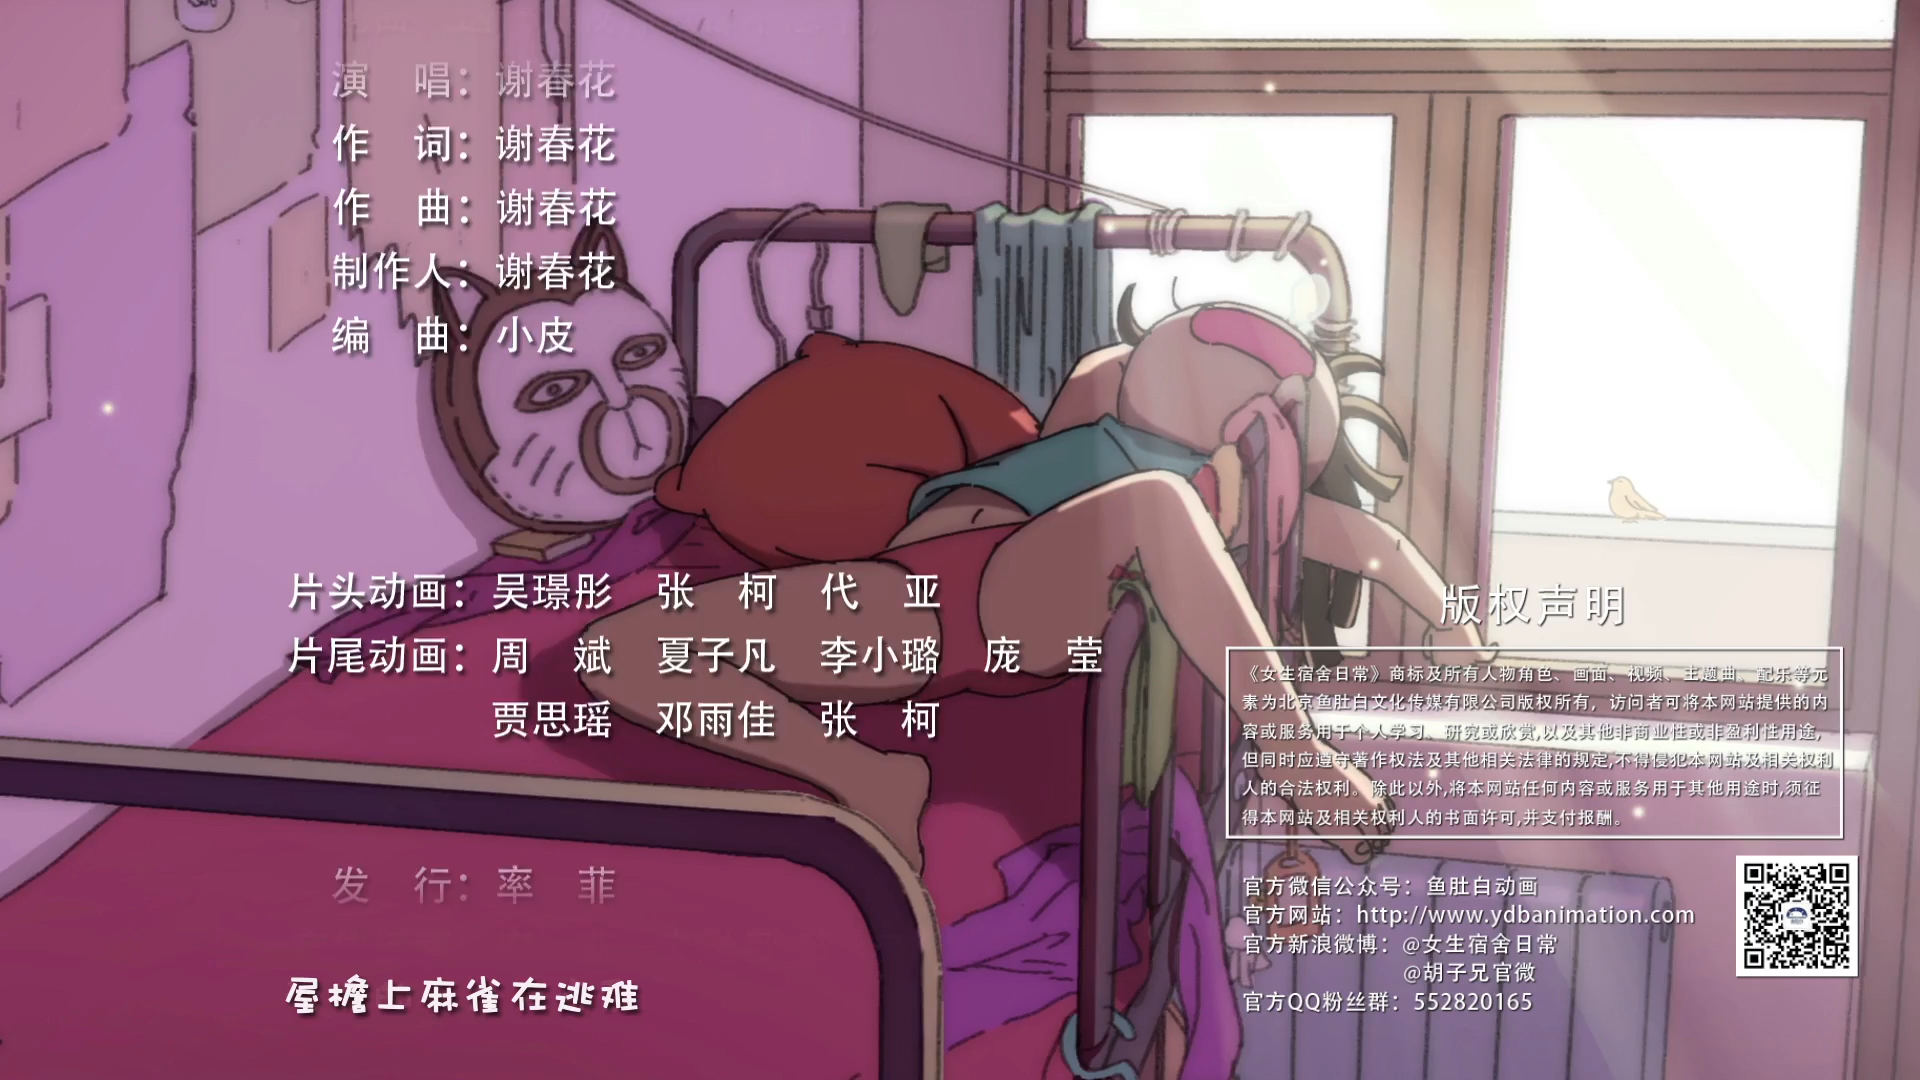 演 唱：谢春花
作 词：谢春花
作 曲：谢春花
制作人：谢春花
编 曲：小皮
片头动画：吴璟彤 张 柯 代 亚
片尾动画：周 斌 夏子凡 李小璐 庞 莹
贾思瑶 邓雨佳 张 柯
发 行：率 菲
屋檐上麻雀在逃难
版权声明
《女生宿舍日常》商标及所有人物角色、画面、视频、主题曲、配乐等元
素为北京鱼肚白文化传媒有限公司版权所有，访问者可将本网站提供的内
容或服务用于个人学习、研究或欣赏,以及其他非商业性或非盈利性用途,
但同时应遵守著作权法及其他相关法律的规定,不得侵犯本网站及相关权利
人的合法权利。除此以外,将本网站任何内容或服务用于其他用途时,须征
得本网站及相关权利人的书面许可,并支付报酬。
官方微信公众号：鱼肚白动画
官方网站：http://www.ydbanimation.com
官方新浪微博：@女生宿舍日常
@胡子兄官微
官方QQ粉丝群：552820165